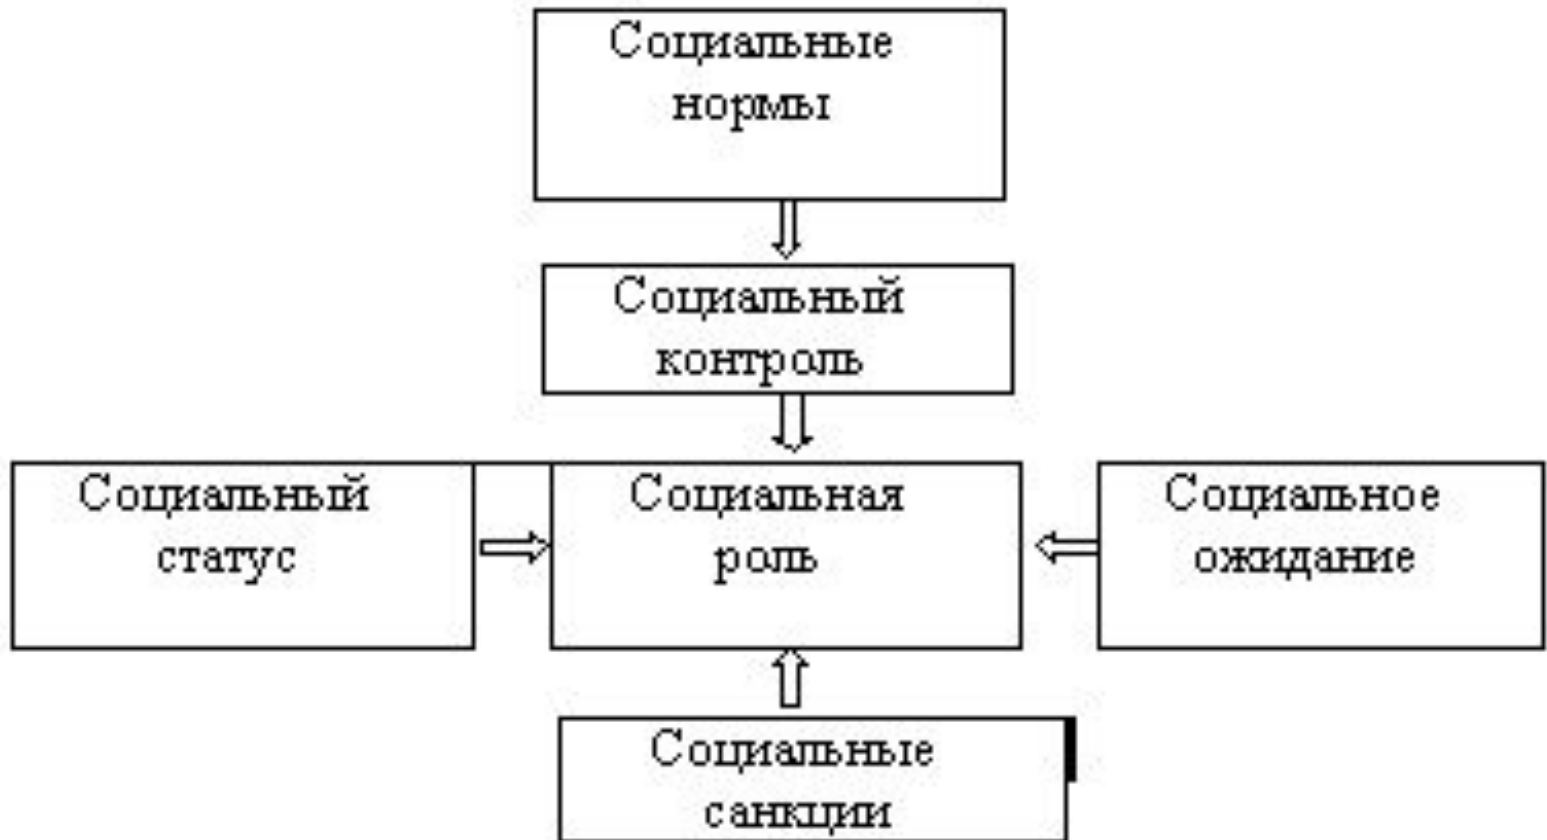 Социальные
нормы
Социальный
контроль
Социальный
статус
Социальная
роль
Социальное
ожидание
Социальные
санкции